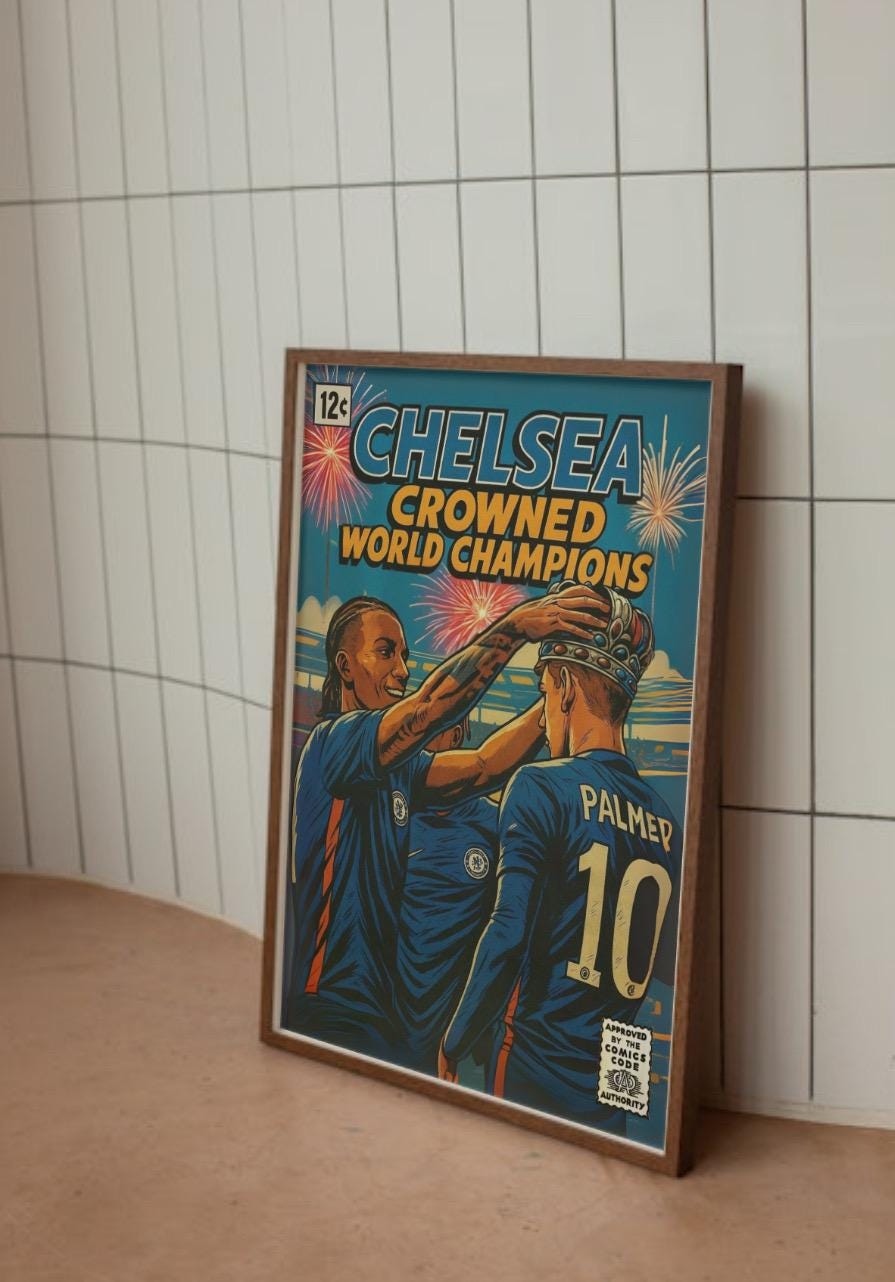 12¢
CHELSEA
CROWNED
WORLD CHAMPIONS
PALMER
10
APPROVED
BY THE
COMICS
CODE
AUTHORITY